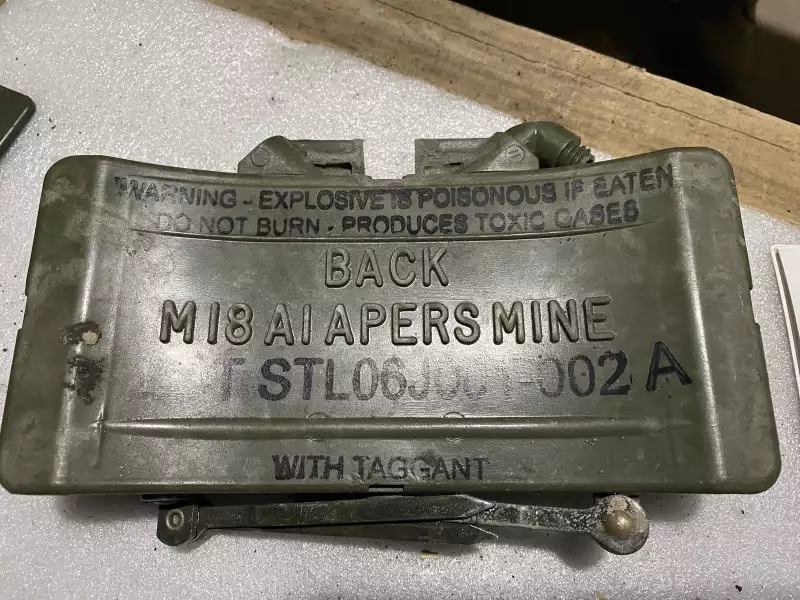 WARNING - EXPLOSIVE IS POISONOUS IF EATEN
DO NOT BURN - PRODUCES TOXIC GASES
BACK
M18 A1 APERS MINE
002 A
WITH TAGGANT